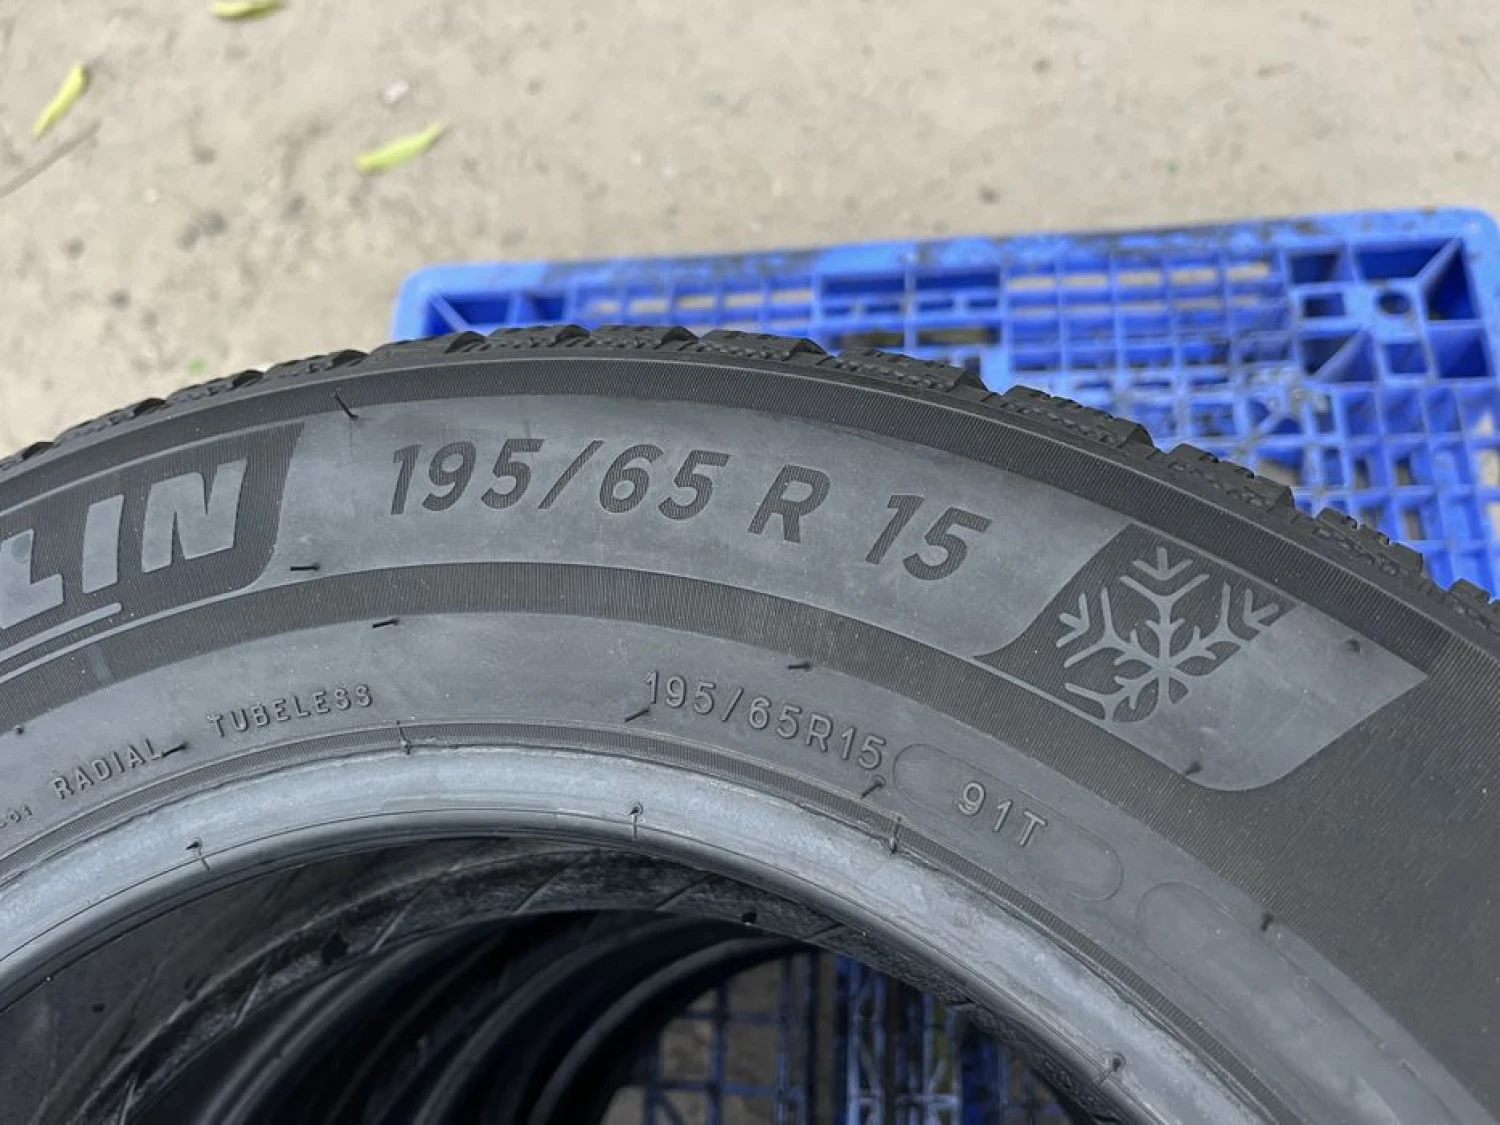 LIN 195/65 R 15
RADIAL TUBELESS 195/65R15 91T